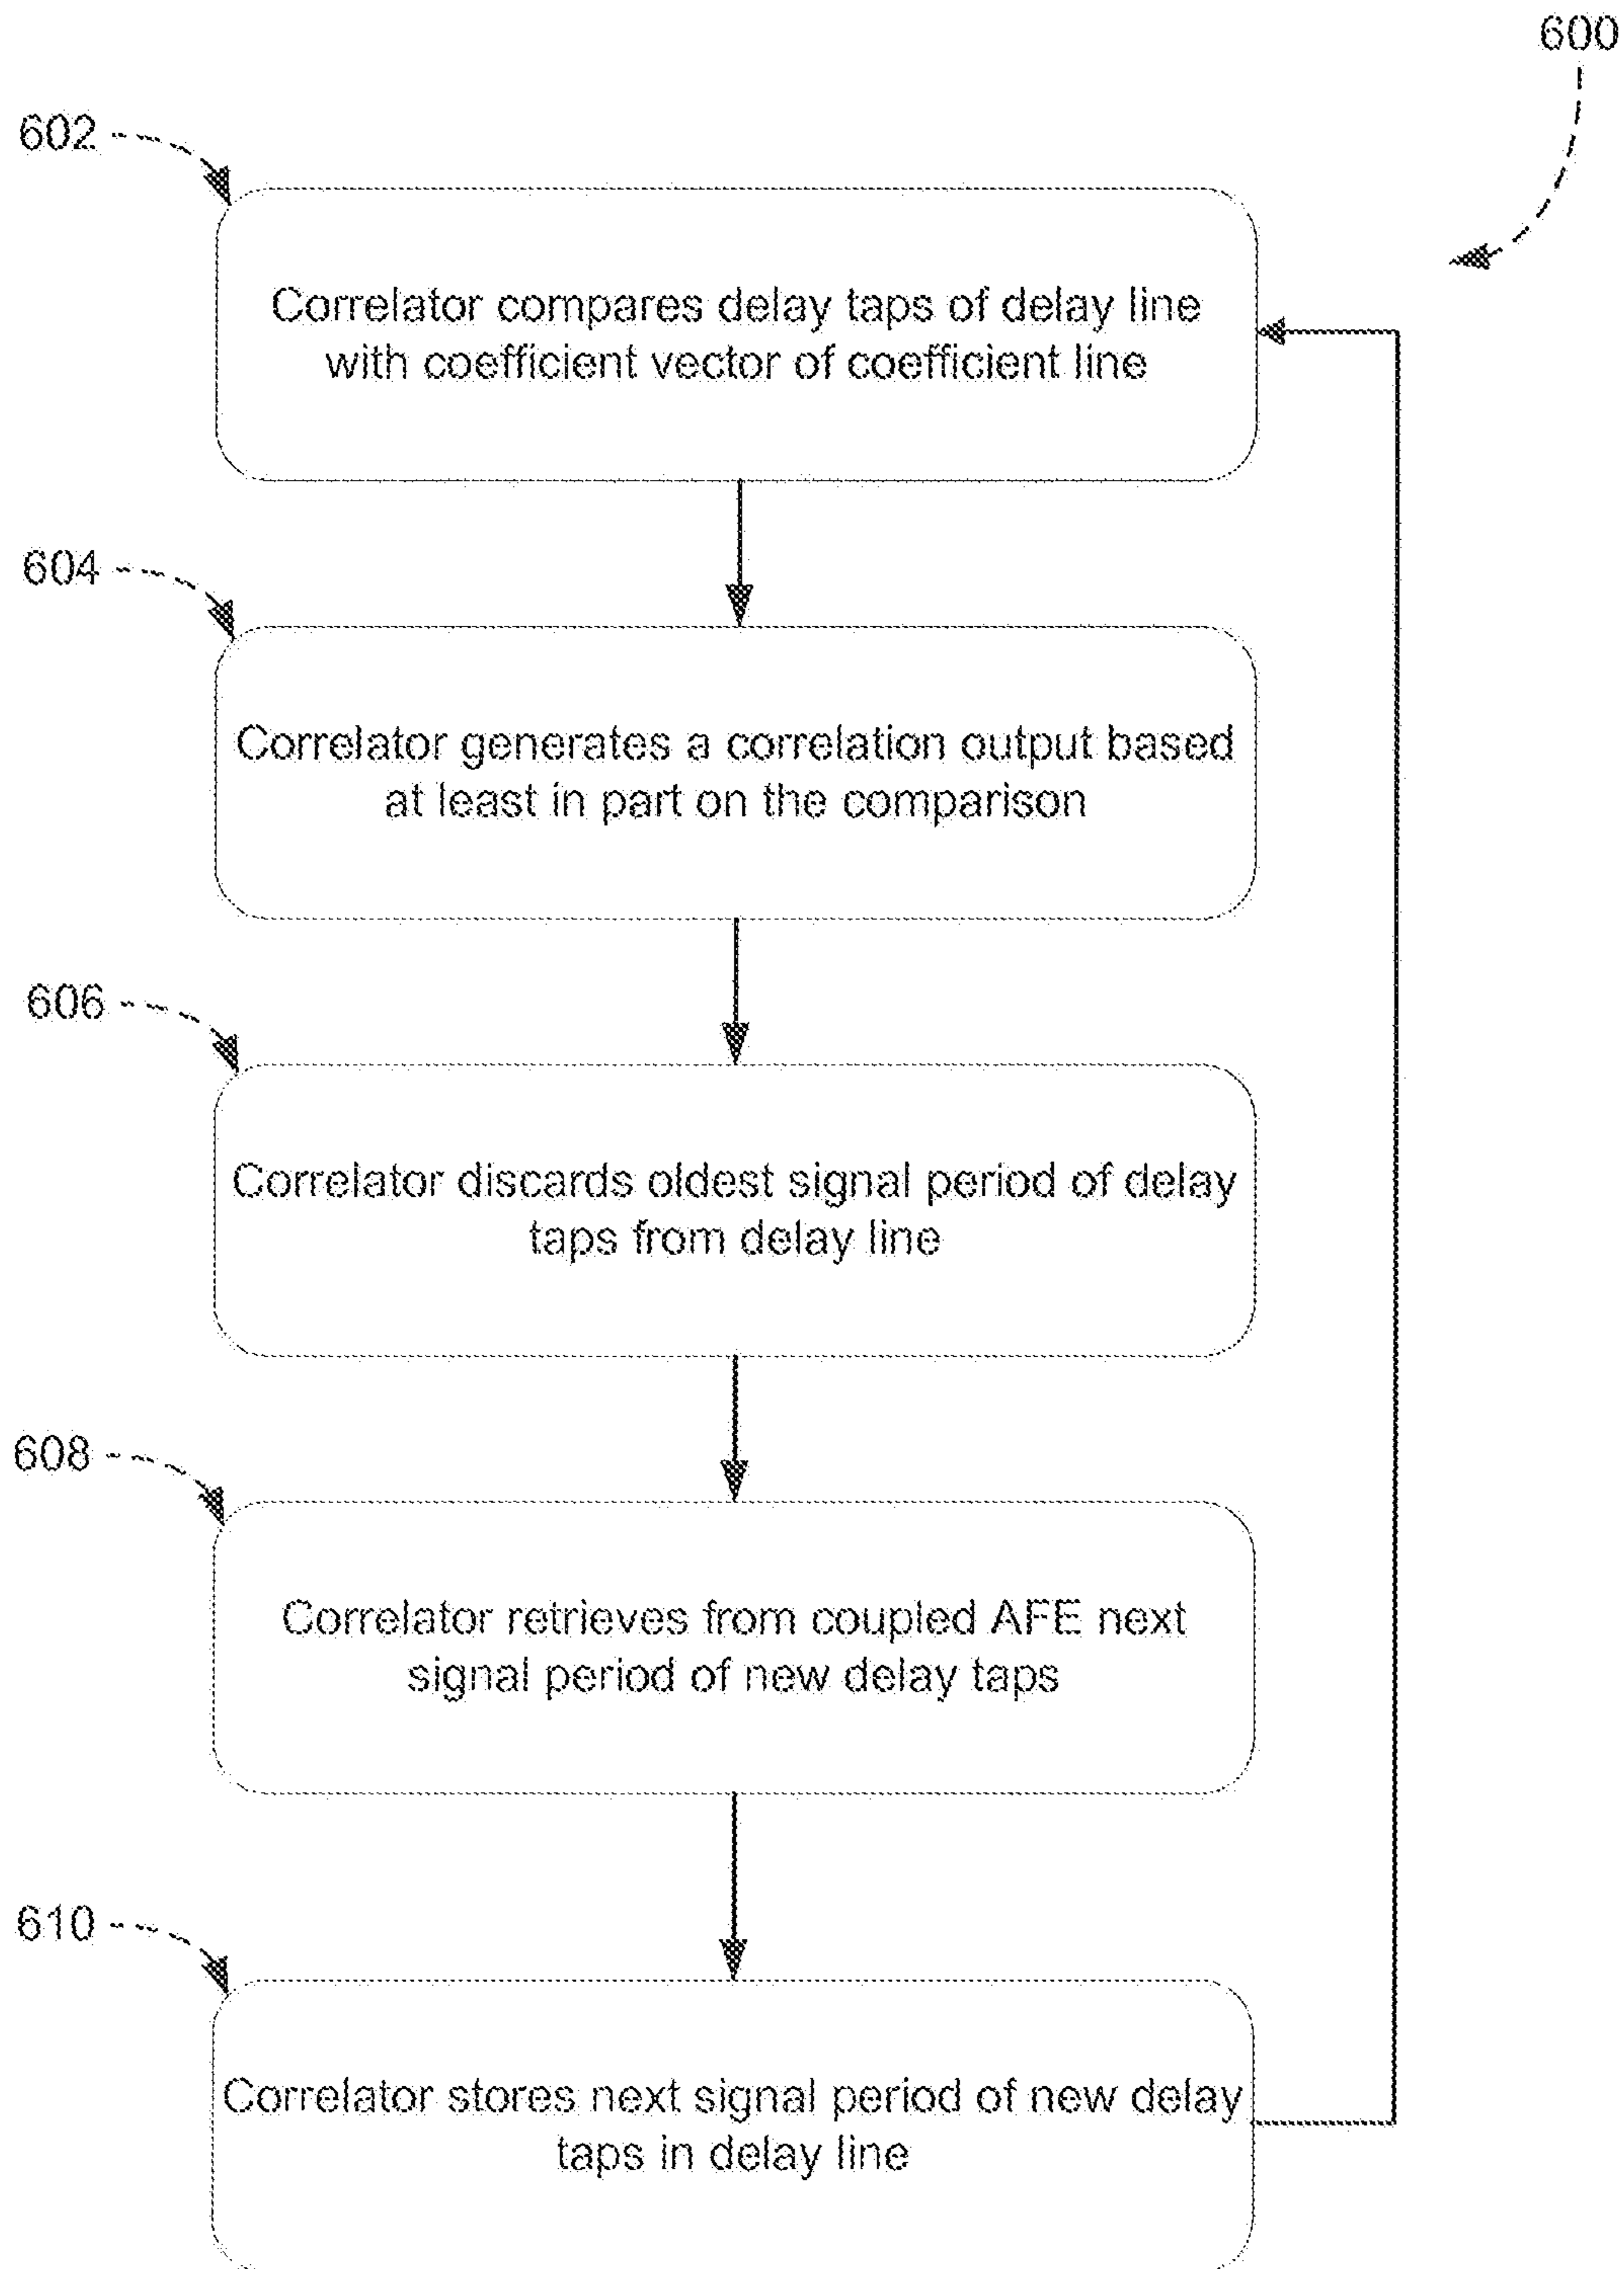 600
602
Correlator compares delay taps of delay line
with coefficient vector of coefficient line
604
Correlator generates a correlation output based
at least in part on the comparison
606
Correlator discards oldest signal period of delay
taps from delay line
608
Correlator retrieves from coupled AFE next
signal period of new delay taps
610
Correlator stores next signal period of new delay
taps in delay line